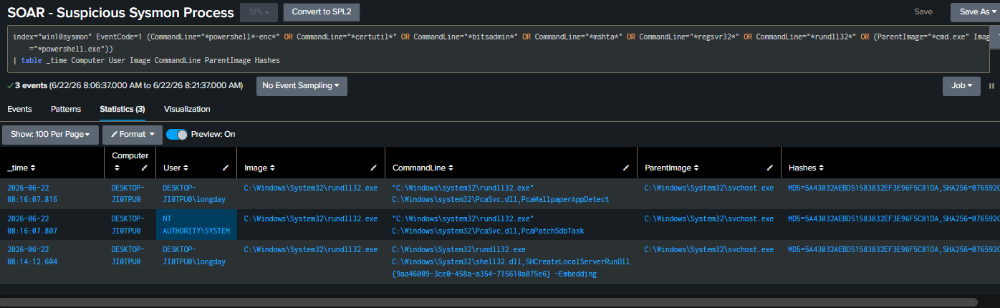 SOAR - Suspicious Sysmon Process
SPL
Convert to SPL2
Save
Save As
index="win10sysmon" EventCode=1 (CommandLine="*powershell*-enc*" OR CommandLine="*certutil*" OR CommandLine="*bitsadmin*" OR CommandLine="*mshta*" OR CommandLine="*regsvr32*" OR CommandLine="*rundll32*" OR (ParentImage="*cmd.exe" Imag
="*powershell.exe"))
| table _time Computer User Image CommandLine ParentImage Hashes
3 events (6/22/26 8:06:37.000 AM to 6/22/26 8:21:37.000 AM)
No Event Sampling
Job
Events
Patterns
Statistics (3)
Visualization
Show: 100 Per Page
Format
Preview: On
_time
Computer
User
Image
CommandLine
ParentImage
Hashes
2026-06-22
08:16:07.816
DESKTOP-
JI0TPU0
DESKTOP-
JI0TPU0\longday
C:\Windows\System32\rundll32.exe
"C:\Windows\system32\rundll32.exe"
C:\Windows\system32\PcaSvc.dll,PcaWallpaperAppDetect
C:\Windows\System32\svchost.exe
MD5=5A43032AEBD51583832EF3E96F5C81DA,SHA256=076592C
2026-06-22
08:16:07.807
DESKTOP-
JI0TPU0
NT
AUTHORITY\SYSTEM
C:\Windows\System32\rundll32.exe
"C:\Windows\system32\rundll32.exe"
C:\Windows\system32\PcaSvc.dll,PcaPatchSdbTask
C:\Windows\System32\svchost.exe
MD5=5A43032AEBD51583832EF3E96F5C81DA,SHA256=076592C
2026-06-22
08:14:12.604
DESKTOP-
JI0TPU0
DESKTOP-
JI0TPU0\longday
C:\Windows\System32\rundll32.exe
C:\Windows\System32\rundll32.exe
C:\Windows\System32\shell32.dll,SHCreateLocalServerRunDll
{9aa46009-3ce0-458a-a354-715610a075e6} -Embedding
C:\Windows\System32\svchost.exe
MD5=5A43032AEBD51583832EF3E96F5C81DA,SHA256=076592C